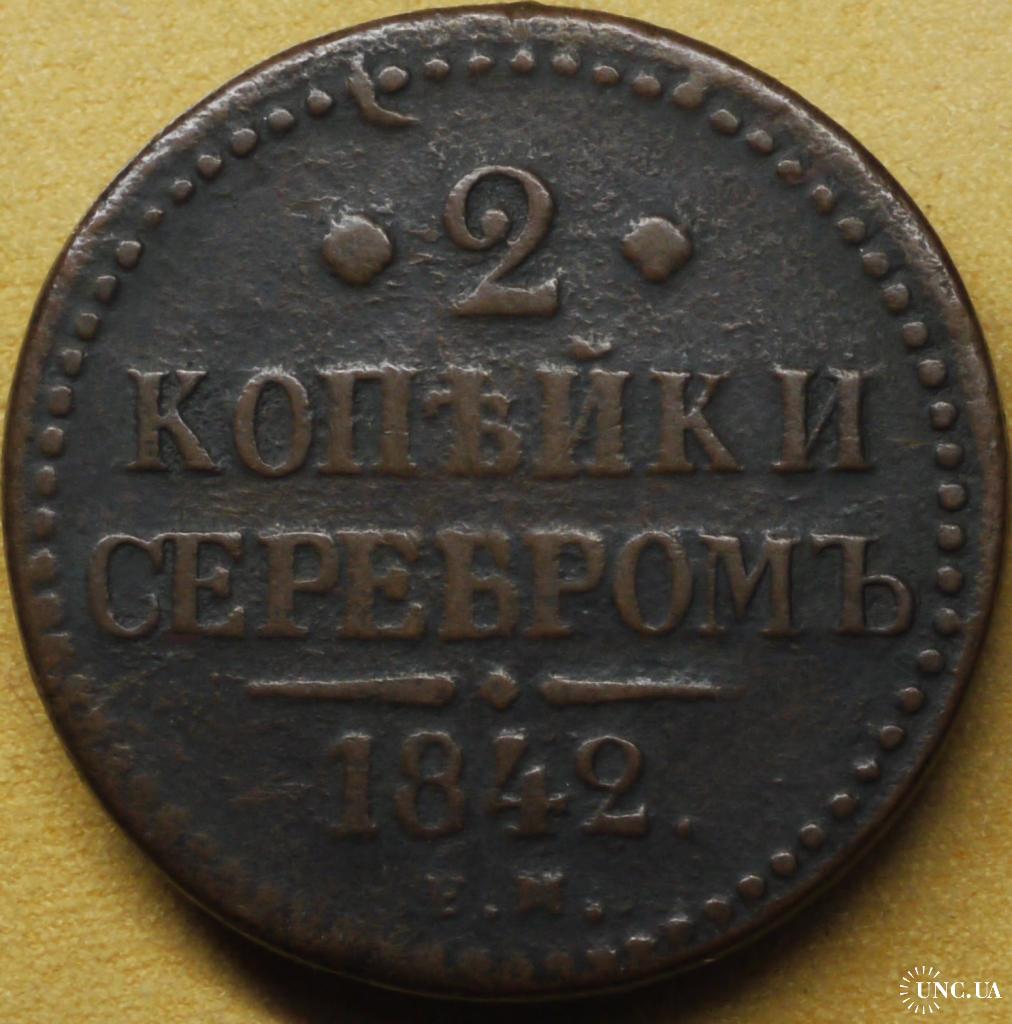 • 2 •
КОПѢЙКИ
СЕРЕБРОМЪ
1842.
Е.М.
UNC.UA